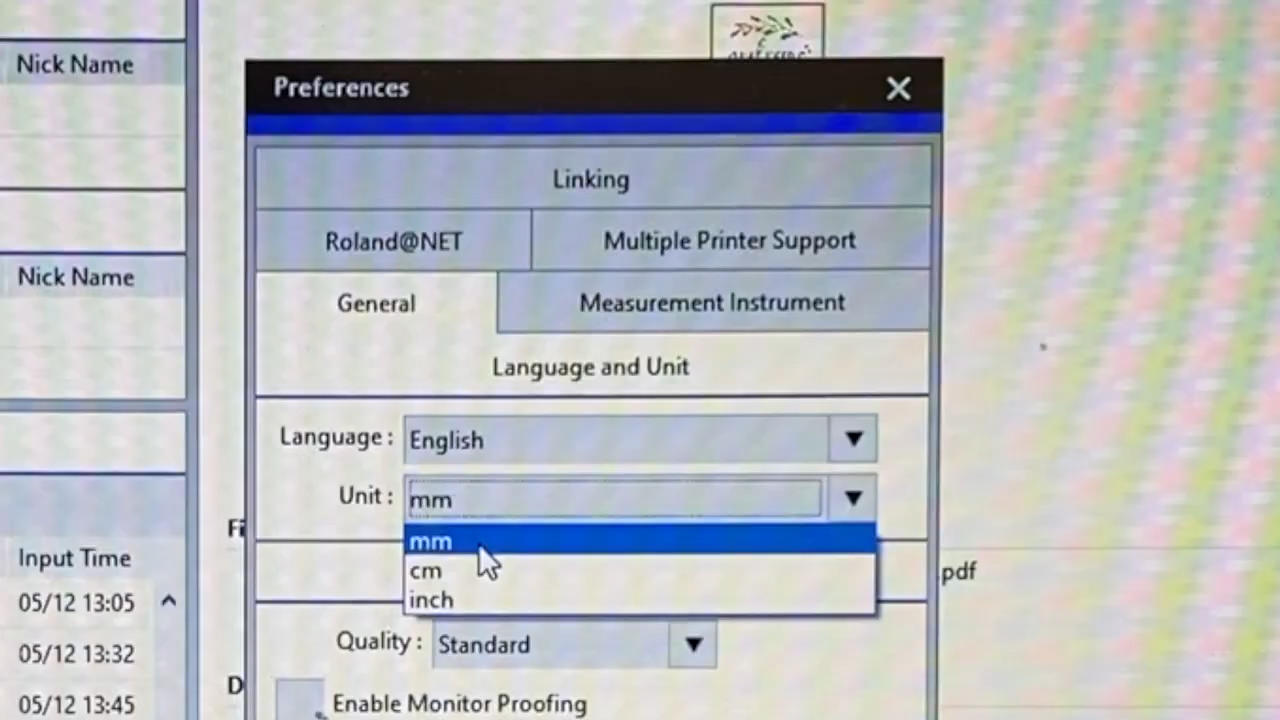 Nick Name
Preferences
Linking
Roland@NET
Multiple Printer Support
Nick Name
General
Measurement Instrument
Language and Unit
Language :
English
Unit :
mm
mm
Input Time
cm
pdf
inch
05/12 13:05
Quality :
Standard
05/12 13:32
05/12 13:45
Enable Monitor Proofing